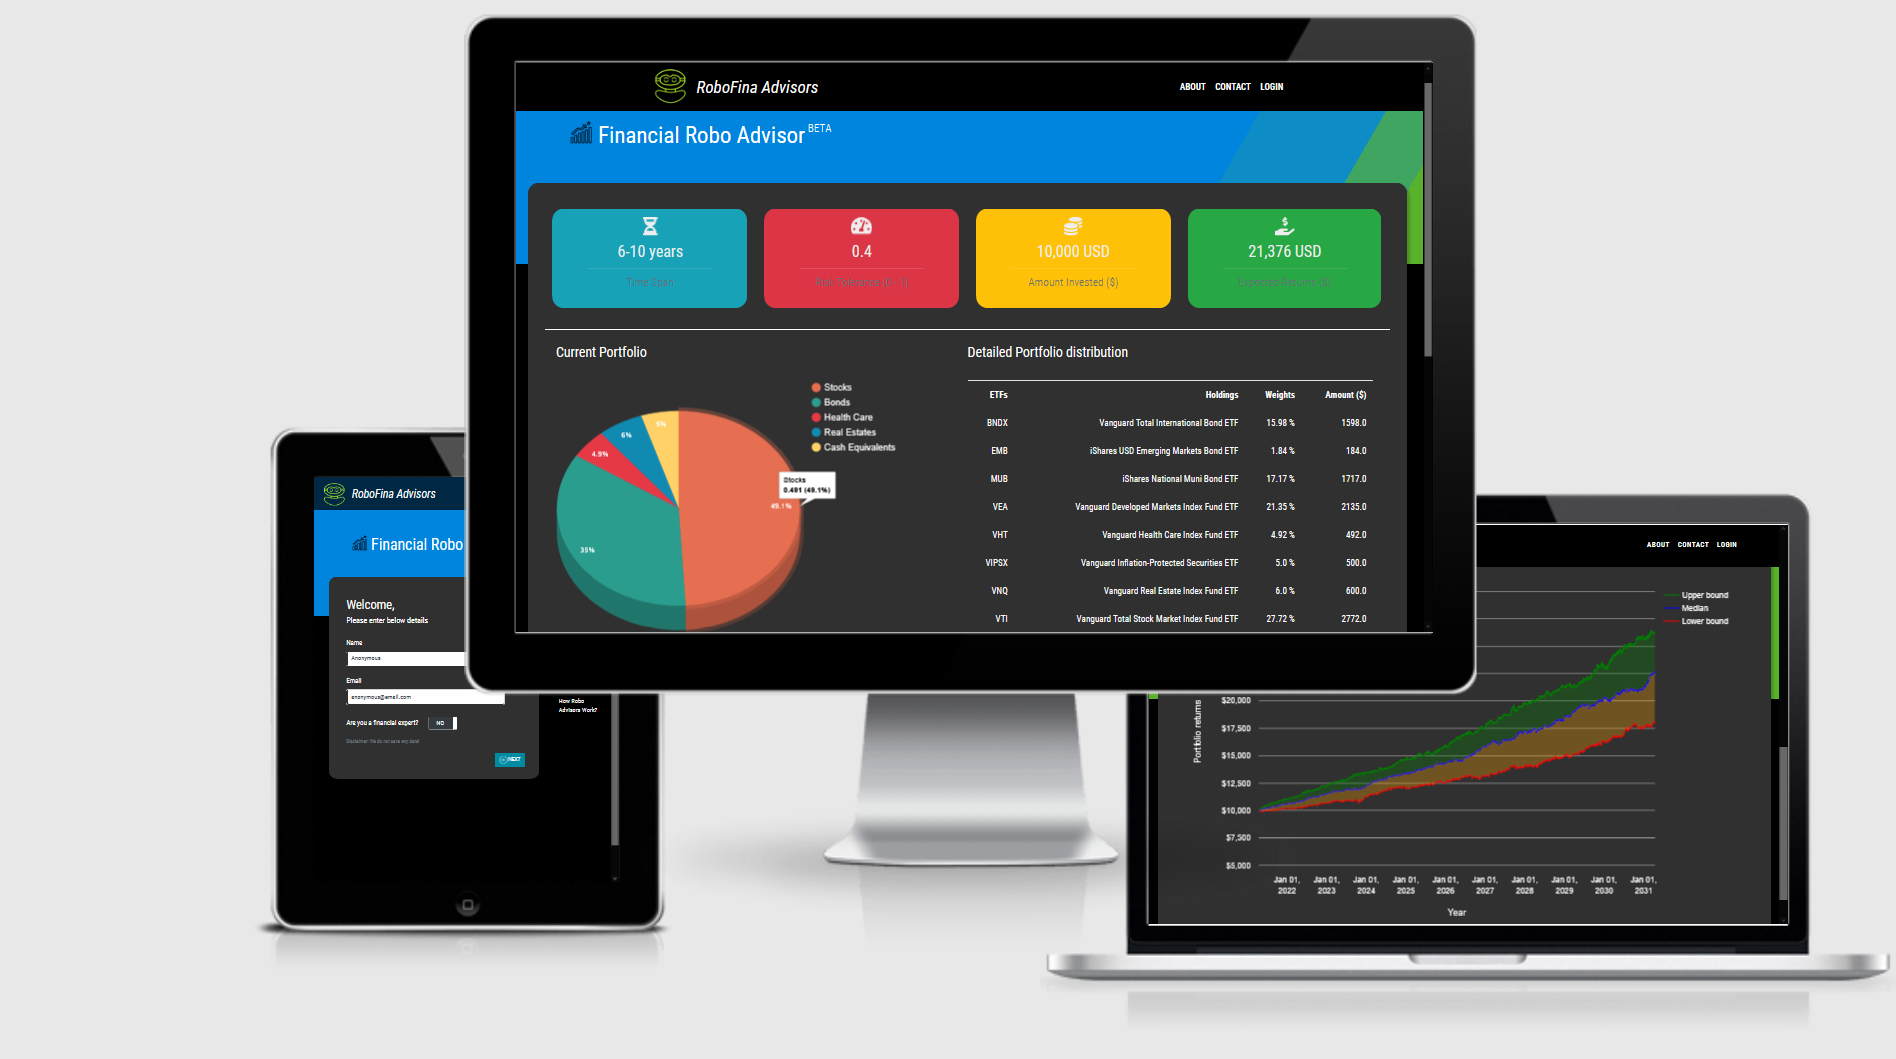 RoboFina Advisors
ABOUT CONTACT LOGIN
Financial Robo Advisor BETA
6-10 years
Time Span
0.4
Risk Tolerance (0 - 1)
10,000 USD
Amount Invested ($)
21,376 USD
Expected Returns ($)
Current Portfolio
Stocks
Bonds
Health Care
Real Estates
Cash Equivalents
5%
6%
4.9%
35%
49.1%
Stocks
0.491 (49.1%)
Detailed Portfolio distribution
ETFs Holdings Weights Amount ($)
BNDX Vanguard Total International Bond ETF 15.98 % 1598.0
EMB iShares USD Emerging Markets Bond ETF 1.84 % 184.0
MUB iShares National Muni Bond ETF 17.17 % 1717.0
VEA Vanguard Developed Markets Index Fund ETF 21.35 % 2135.0
VHT Vanguard Health Care Index Fund ETF 4.92 % 492.0
VIPSX Vanguard Inflation-Protected Securities ETF 5.0 % 500.0
VNQ Vanguard Real Estate Index Fund ETF 6.0 % 600.0
VTI Vanguard Total Stock Market Index Fund ETF 27.72 % 2772.0
RoboFina Advisors
Financial Robo
Welcome,
Please enter below details
Name
Anonymous
Email
anonymous@email.com
Are you a financial expert? NO
Disclaimer: We do not save any data!
NEXT
How Robo
Advisors Work?
ABOUT CONTACT LOGIN
Upper bound
Median
Lower bound
Portfolio returns
$20,000
$17,500
$15,000
$12,500
$10,000
$7,500
$5,000
Jan 01, 2022
Jan 01, 2023
Jan 01, 2024
Jan 01, 2025
Jan 01, 2026
Jan 01, 2027
Jan 01, 2028
Jan 01, 2029
Jan 01, 2030
Jan 01, 2031
Year